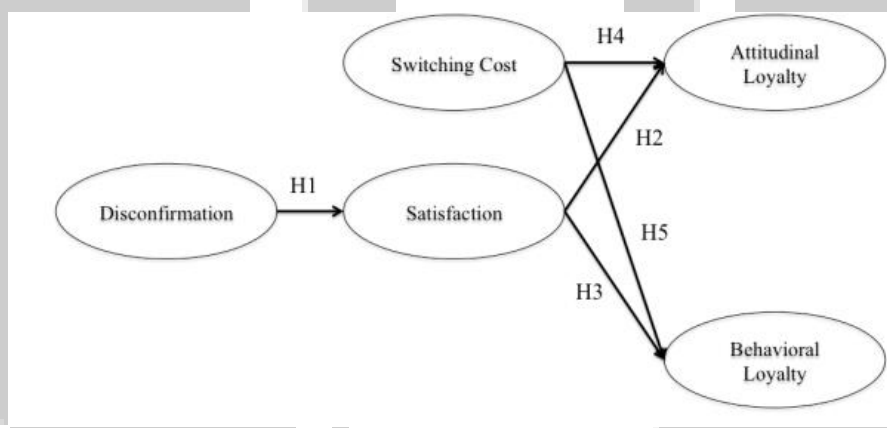 H4
Switching Cost
Attitudinal
Loyalty
H2
H1
Disconfirmation
Satisfaction
H5
H3
Behavioral
Loyalty